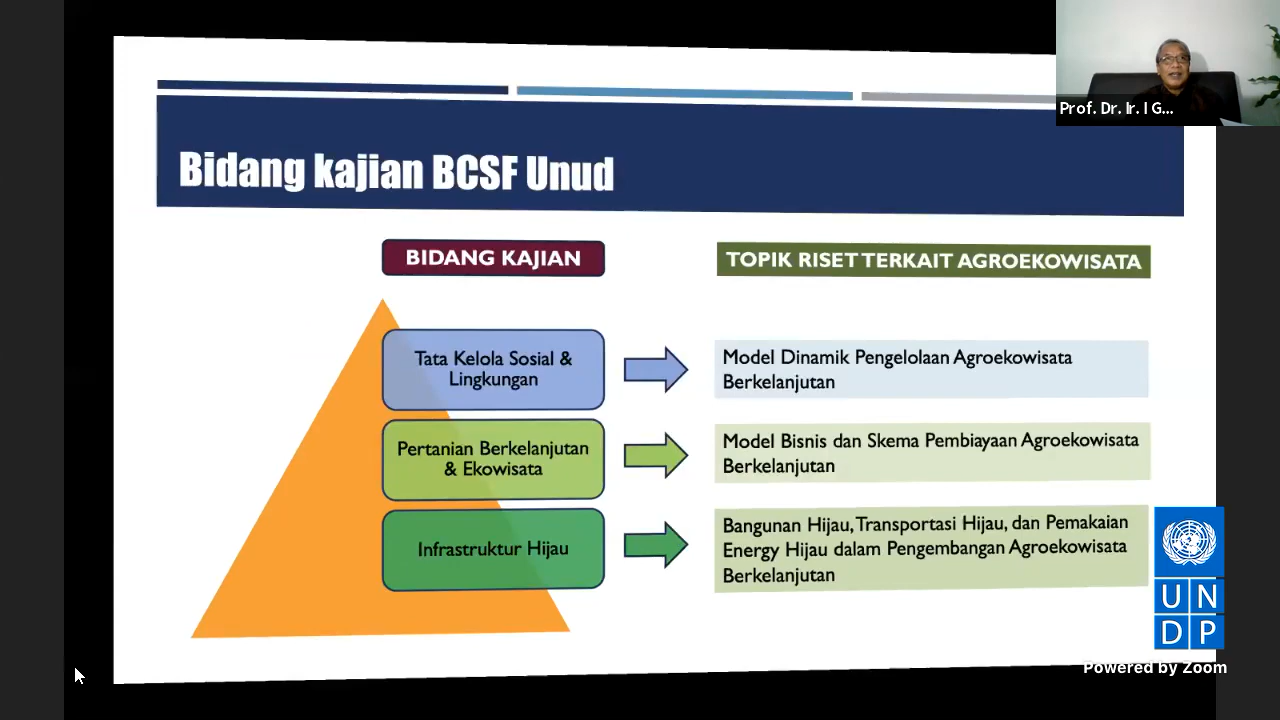 Prof. Dr. Ir. I G...
Bidang kajian BCSF Unud
BIDANG KAJIAN
TOPIK RISET TERKAIT AGROEKOWISATA
Tata Kelola Sosial &
Lingkungan
Model Dinamik Pengelolaan Agroekowisata
Berkelanjutan
Pertanian Berkelanjutan
& Ekowisata
Model Bisnis dan Skema Pembiayaan Agroekowisata
Berkelanjutan
Infrastruktur Hijau
Bangunan Hijau, Transportasi Hijau, dan Pemakaian
Energy Hijau dalam Pengembangan Agroekowisata
Berkelanjutan
U N
D P
Powered by Zoom